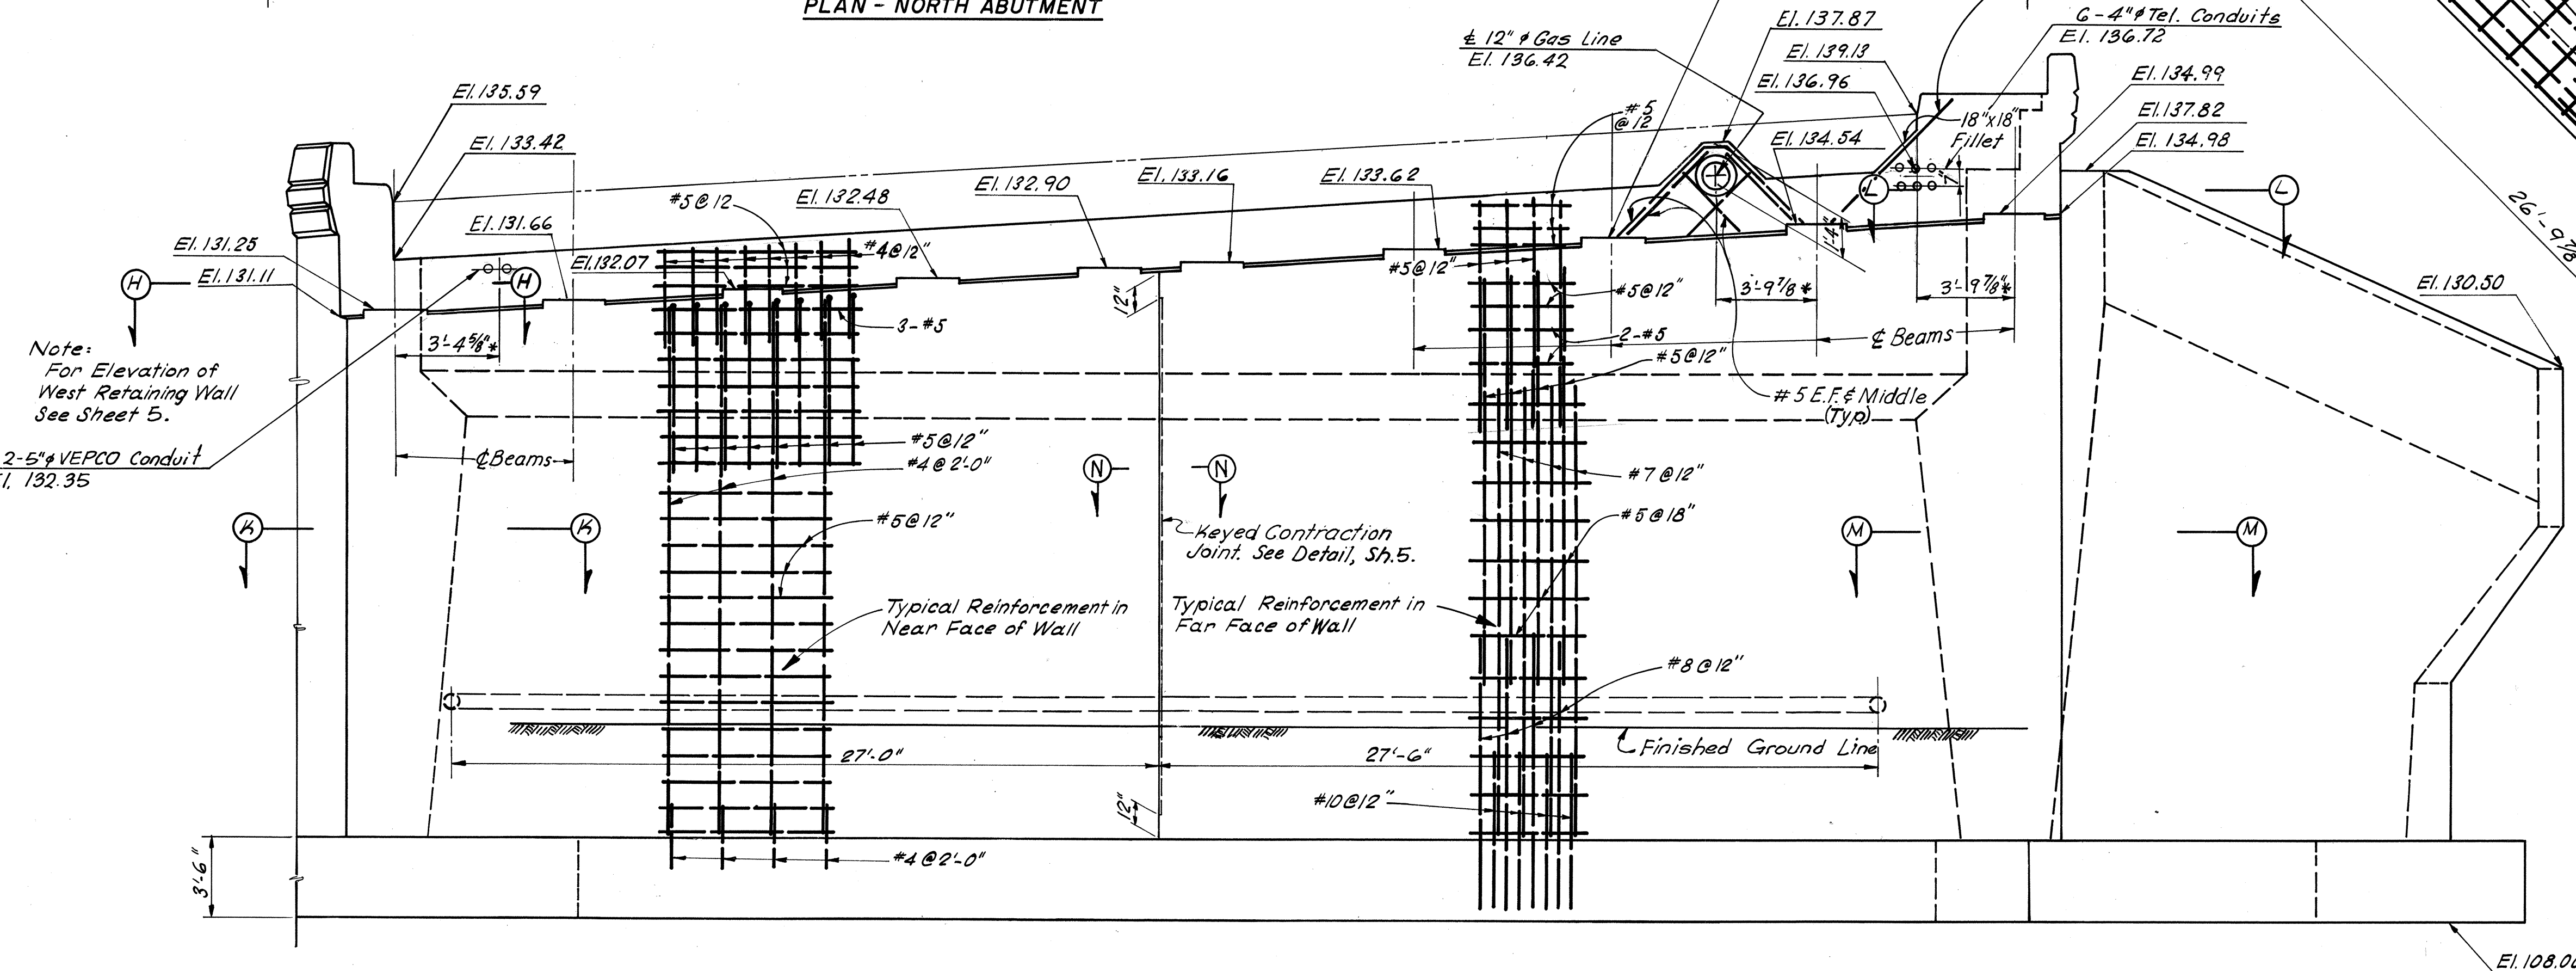 PLAN - NORTH ABUTMENT
El. 137.87
6-4"⌀ Tel. Conduits
El. 136.72
℄ 12"⌀ Gas Line
El. 136.42
El. 139.13
El. 136.96
El. 134.99
El. 137.82
El. 134.98
El. 135.59
El. 133.42
#5
@ 12
18"x18"
Fillet
7"
El. 134.54
El. 133.62
El. 133.16
El. 132.90
El. 132.48
#5@12
El. 131.66
El. 131.25
El. 131.11
#4@12"
El. 132.07
#5@12"
1'-4"
26'-9⅞
H
H
L
L
12"
3-#5
#5@12"
3'-9⅞"*
3'-9⅞"*
El. 130.50
2-#5
℄ Beams
3'-4⅝"*
Note:
For Elevation of
West Retaining Wall
See Sheet 5.
#5@12"
#5 E.F. & Middle
(Typ)
2-5"⌀ VEPCO Conduit
El. 132.35
℄ Beams
#5@12"
#4@2'-0"
N
N
#7@12"
#5@12"
#5@18"
K
K
M
M
Keyed Contraction
Joint. See Detail, Sh.5.
Typical Reinforcement in
Near Face of Wall
Typical Reinforcement in
Far Face of Wall
#8@12"
Finished Ground Line
27'-0"
27'-6"
12"
#10@12"
3'-6"
#4@2'-0"